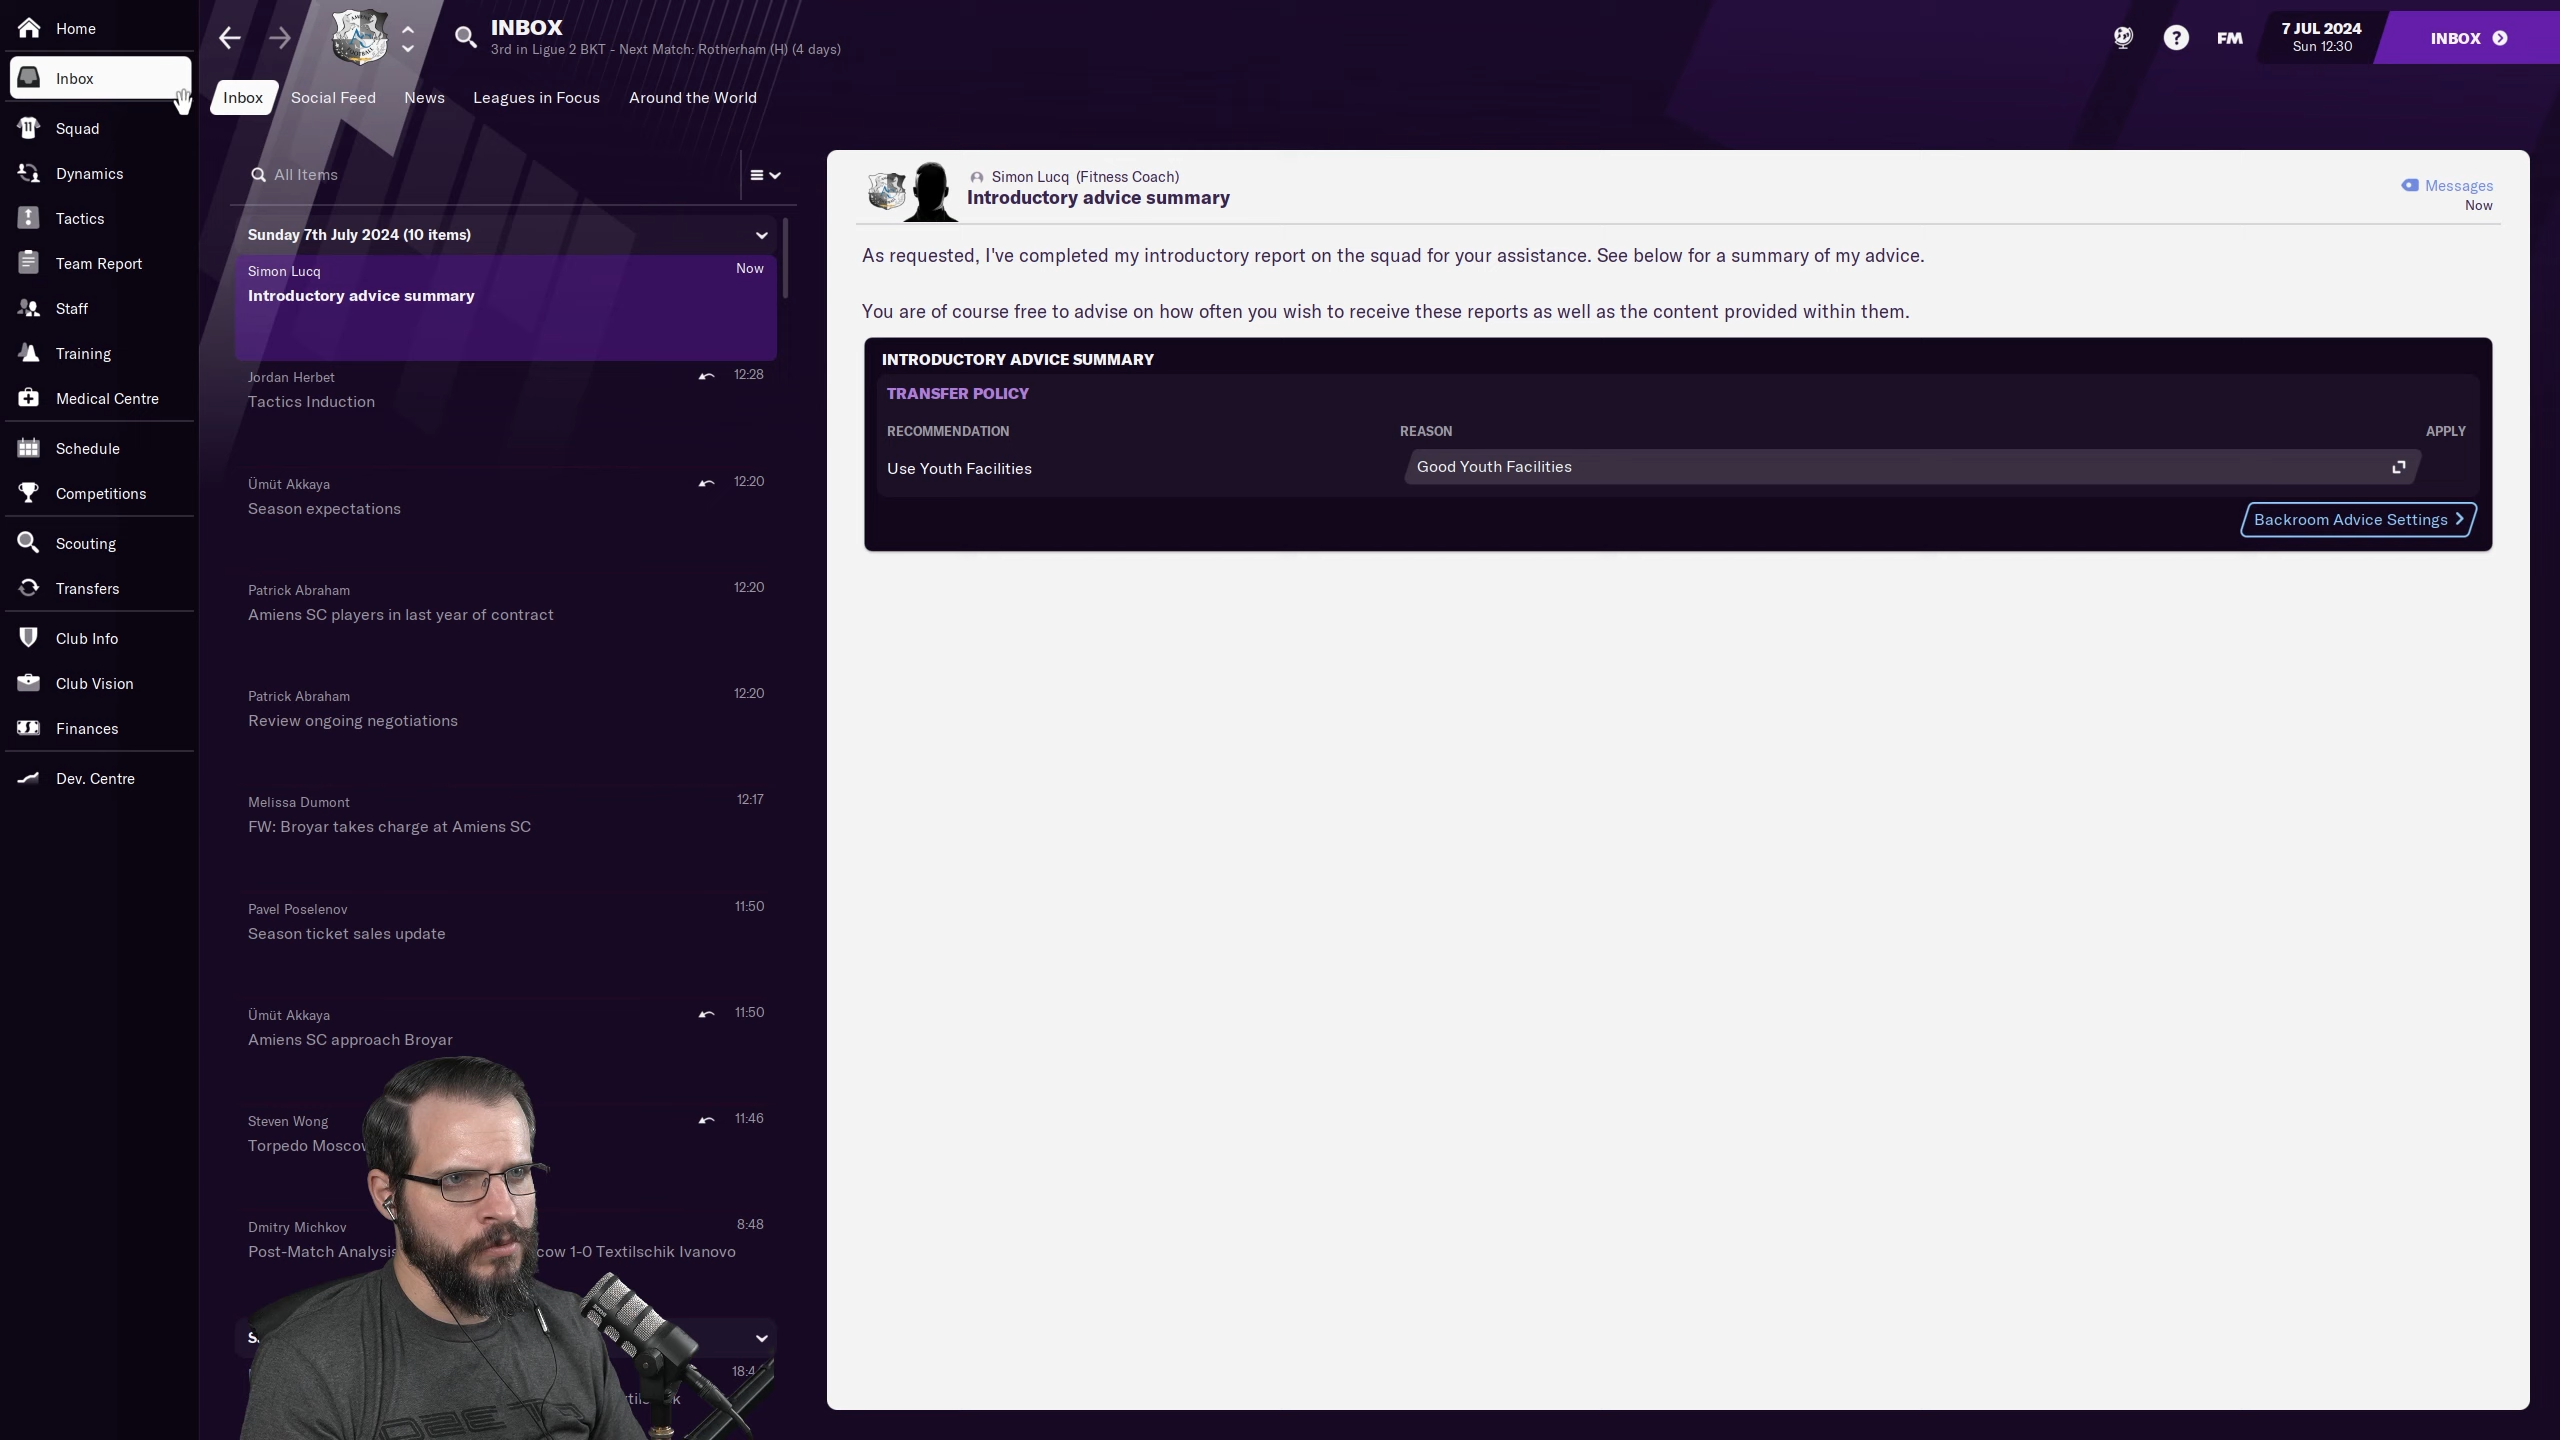 Home
Inbox
Squad
Dynamics
Tactics
Team Report
Staff
Training
Medical Centre
Schedule
Competitions
Scouting
Transfers
Club Info
Club Vision
Finances
Dev. Centre
INBOX
3rd in Ligue 2 BKT - Next Match: Rotherham (H) (4 days)
FM
7 JUL 2024
Sun 12:30
INBOX
Inbox Social Feed News Leagues in Focus Around the World
All Items
Sunday 7th July 2024 (10 items)
Simon Lucq Now
Introductory advice summary
Jordan Herbet 12:28
Tactics Induction
Ümüt Akkaya 12:20
Season expectations
Patrick Abraham 12:20
Amiens SC players in last year of contract
Patrick Abraham 12:20
Review ongoing negotiations
Melissa Dumont 12:17
FW: Broyar takes charge at Amiens SC
Pavel Poselenov 11:50
Season ticket sales update
Ümüt Akkaya 11:50
Amiens SC approach Broyar
Steven Wong 11:46
Torpedo
Dmitry Michkov 8:48
Post-Match 1-0 Textilschik Ivanovo
Simon Lucq (Fitness Coach)
Introductory advice summary
Messages
Now
As requested, I've completed my introductory report on the squad for your assistance. See below for a summary of my advice.
You are of course free to advise on how often you wish to receive these reports as well as the content provided within them.
INTRODUCTORY ADVICE SUMMARY
TRANSFER POLICY
RECOMMENDATION REASON APPLY
Use Youth Facilities Good Youth Facilities
Backroom Advice Settings